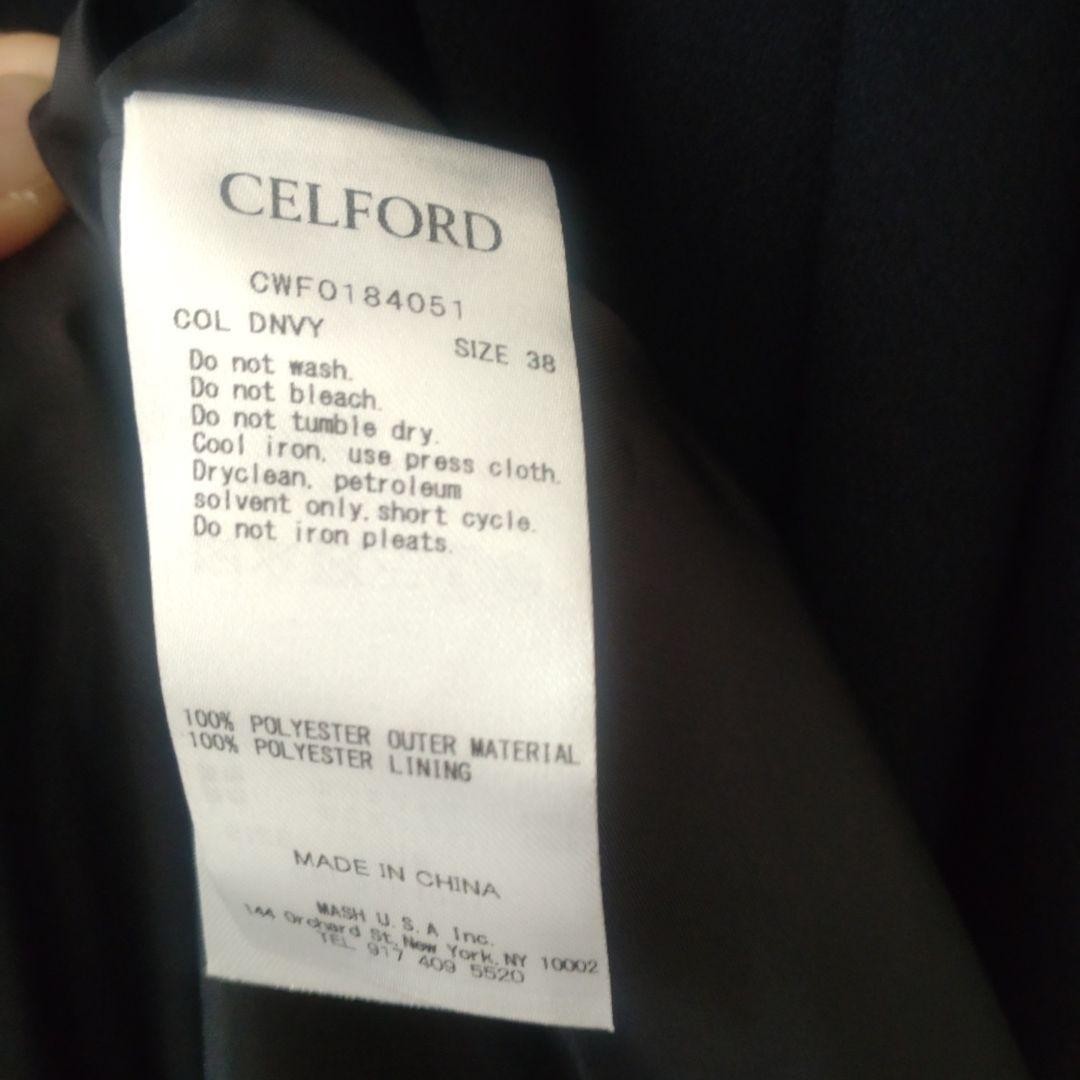 CELFORD
CWFO184051
COL DNVY
SIZE 38
Do not wash.
Do not bleach.
Do not tumble dry.
Cool iron, use press cloth.
Dryclean, petroleum
solvent only, short cycle.
Do not iron pleats.
100% POLYESTER OUTER MATERIAL
100% POLYESTER LINING
MADE IN CHINA
MASH U.S.A Inc.
144 Orchard St, New York, NY 10002
TEL 917 409 5520